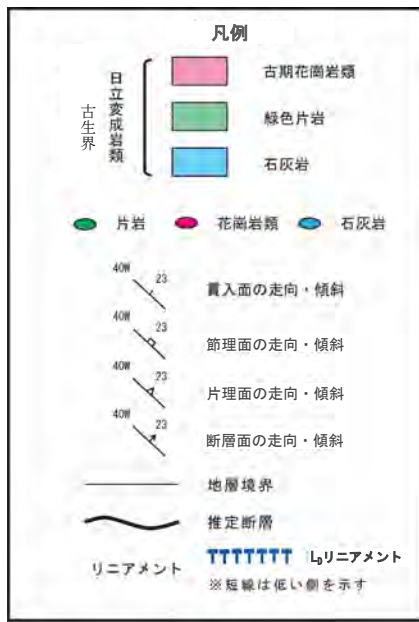 凡例
古生界
日立変成岩類
古期花崗岩類
緑色片岩
石灰岩
片岩 花崗岩類 石灰岩
40W 23 貫入面の走向・傾斜
40W 23 節理面の走向・傾斜
40W 23 片理面の走向・傾斜
40W 23 断層面の走向・傾斜
地層境界
推定断層
リニアメント LDリニアメント
※短線は低い側を示す